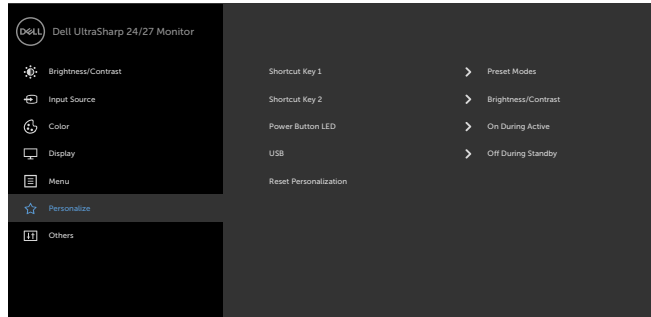 DELL Dell UltraSharp 24/27 Monitor
Brightness/Contrast
Input Source
Color
Display
Menu
Personalize
Others
Shortcut Key 1 Preset Modes
Shortcut Key 2 Brightness/Contrast
Power Button LED On During Active
USB Off During Standby
Reset Personalization